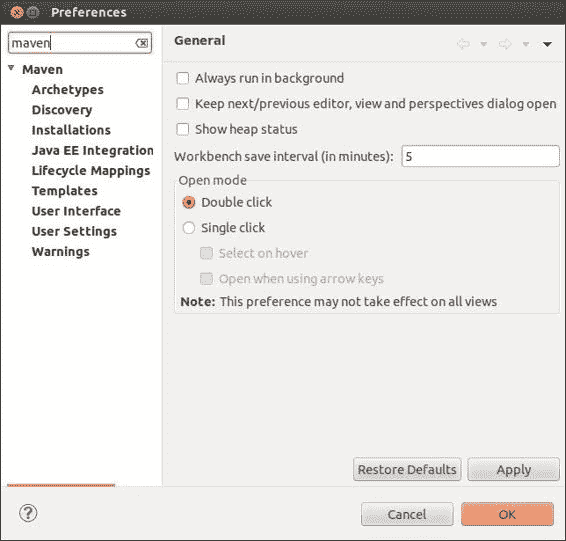 Preferences
maven
General
Maven
Archetypes
Discovery
Installations
Java EE Integration
Lifecycle Mappings
Templates
User Interface
User Settings
Warnings
Always run in background
Keep next/previous editor, view and perspectives dialog open
Show heap status
Workbench save interval (in minutes): 5
Open mode
Double click
Single click
Select on hover
Open when using arrow keys
Note: This preference may not take effect on all views
Restore Defaults Apply
? Cancel OK